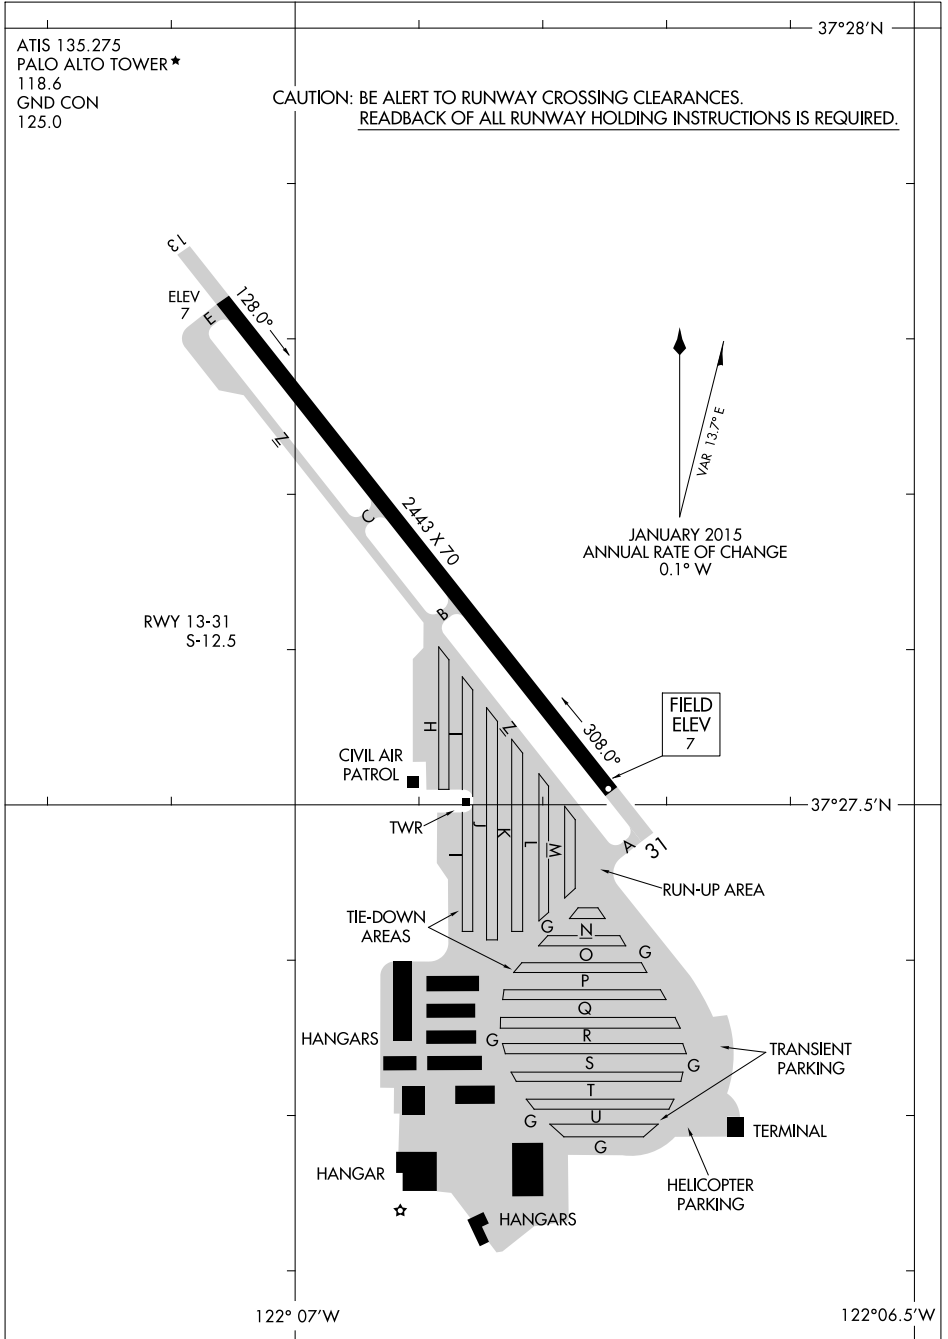 37°28'N
ATIS 135.275
PALO ALTO TOWER
118.6
GND CON
125.0
CAUTION: BE ALERT TO RUNWAY CROSSING CLEARANCES.
READBACK OF ALL RUNWAY HOLDING INSTRUCTIONS IS REQUIRED.
13
ELEV
7
E
128.0°
VAR 13.7° E
Z
C
2443 X 70
JANUARY 2015
ANNUAL RATE OF CHANGE
0.1° W
B
RWY 13-31
S-12.5
FIELD
ELEV
7
H
I
Z
308.0°
CIVIL AIR
PATROL
37°27.5'N
TWR
J
K
L
M
A
31
I
RUN-UP AREA
TIE-DOWN
AREAS
G
N
G
O
P
Q
HANGARS
G
R
TRANSIENT
PARKING
S
G
T
G
U
TERMINAL
G
HANGAR
HELICOPTER
PARKING
HANGARS
122° 07'W
122°06.5'W